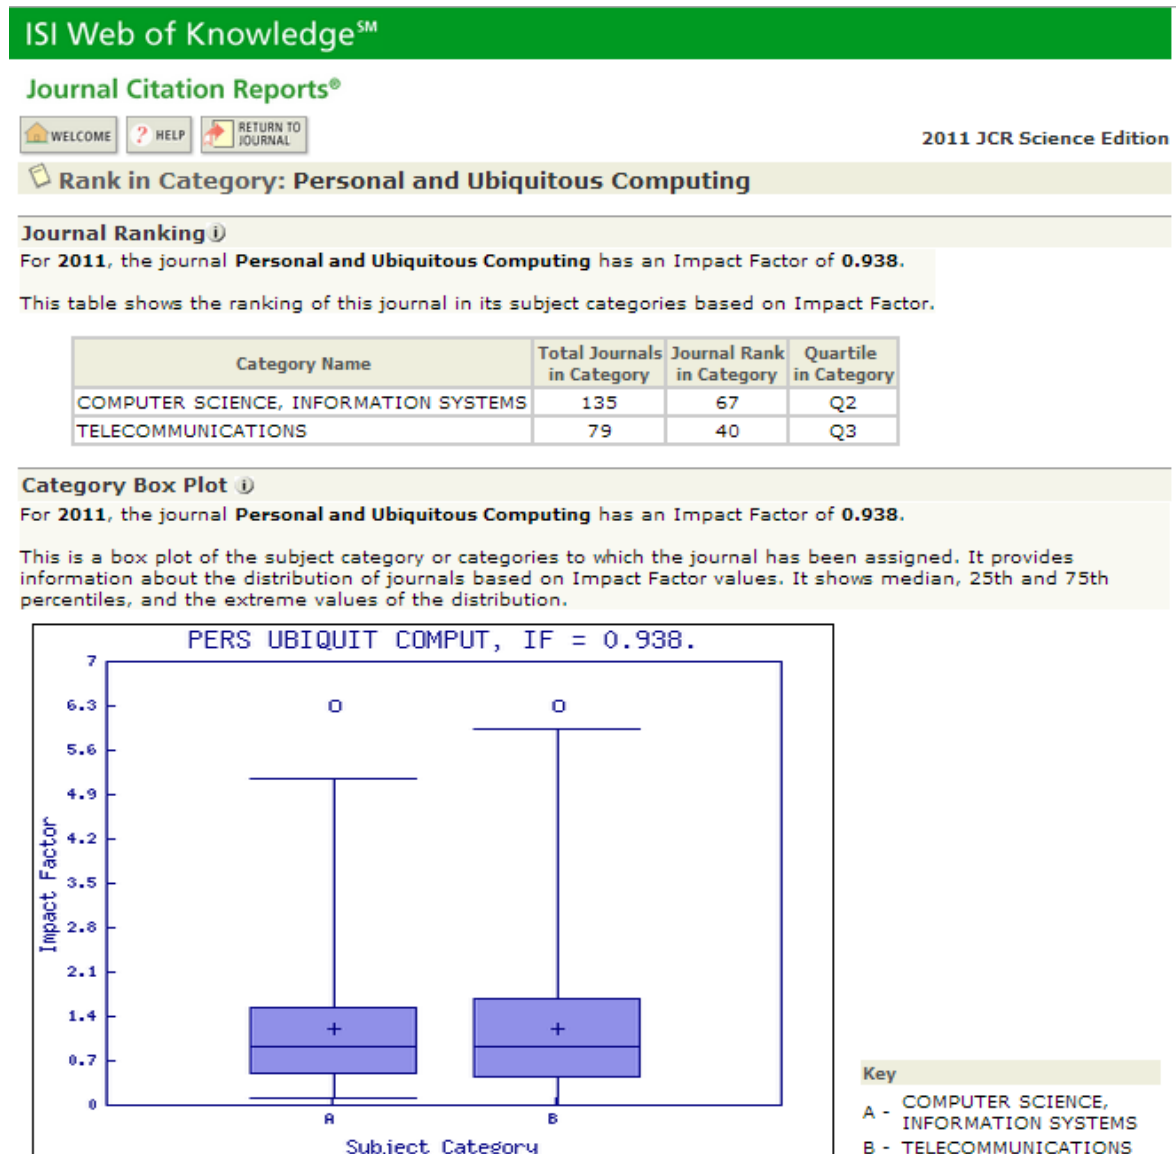 ISI Web of Knowledge℠
Journal Citation Reports®
WELCOME ? HELP RETURN TO JOURNAL
2011 JCR Science Edition
Rank in Category: Personal and Ubiquitous Computing
Journal Ranking i
For 2011, the journal Personal and Ubiquitous Computing has an Impact Factor of 0.938.
This table shows the ranking of this journal in its subject categories based on Impact Factor.
Category Name Total Journals in Category Journal Rank in Category Quartile in Category
COMPUTER SCIENCE, INFORMATION SYSTEMS 135 67 Q2
TELECOMMUNICATIONS 79 40 Q3
Category Box Plot i
For 2011, the journal Personal and Ubiquitous Computing has an Impact Factor of 0.938.
This is a box plot of the subject category or categories to which the journal has been assigned. It provides
information about the distribution of journals based on Impact Factor values. It shows median, 25th and 75th
percentiles, and the extreme values of the distribution.
PERS UBIQUIT COMPUT, IF = 0.938.
7
6.3
5.6
4.9
4.2
3.5
2.8
2.1
1.4
0.7
0
Impact Factor
A B
Subject Category
Key
A - COMPUTER SCIENCE,
INFORMATION SYSTEMS
B - TELECOMMUNICATIONS